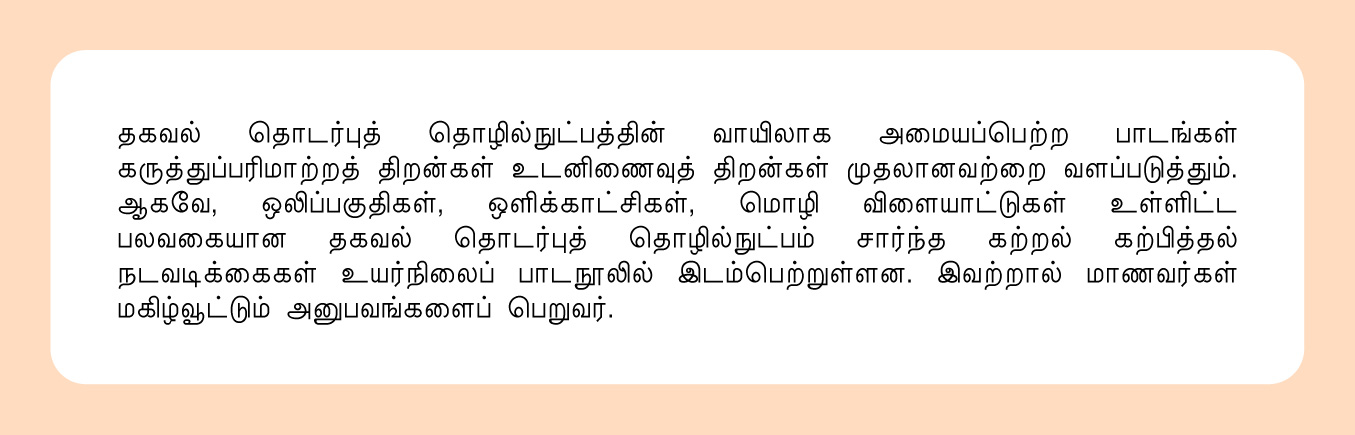 தகவல் தொடர்புத் தொழில்நுட்பத்தின் வாயிலாக அமையப்பெற்ற பாடங்கள்
கருத்துப்பரிமாற்றத் திறன்கள் உடனிணைவுத் திறன்கள் முதலானவற்றை வளப்படுத்தும்.
ஆகவே, ஒலிப்பகுதிகள், ஒளிக்காட்சிகள், மொழி விளையாட்டுகள் உள்ளிட்ட
பலவகையான தகவல் தொடர்புத் தொழில்நுட்பம் சார்ந்த கற்றல் கற்பித்தல்
நடவடிக்கைகள் உயர்நிலைப் பாடநூலில் இடம்பெற்றுள்ளன. இவற்றால் மாணவர்கள்
மகிழ்வூட்டும் அனுபவங்களைப் பெறுவர்.